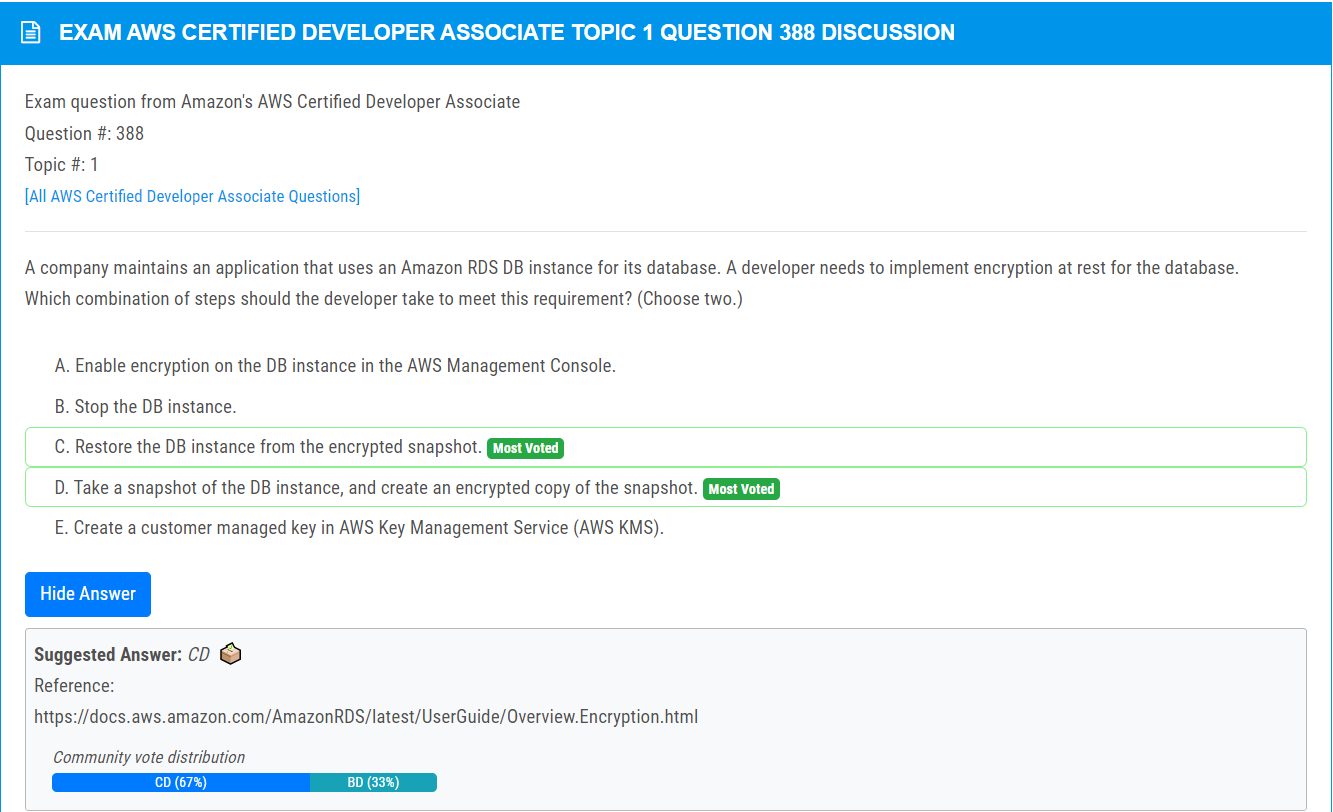 EXAM AWS CERTIFIED DEVELOPER ASSOCIATE TOPIC 1 QUESTION 388 DISCUSSION
Exam question from Amazon's AWS Certified Developer Associate
Question #: 388
Topic #: 1
[All AWS Certified Developer Associate Questions]
A company maintains an application that uses an Amazon RDS DB instance for its database. A developer needs to implement encryption at rest for the database.
Which combination of steps should the developer take to meet this requirement? (Choose two.)
A. Enable encryption on the DB instance in the AWS Management Console.
B. Stop the DB instance.
C. Restore the DB instance from the encrypted snapshot. Most Voted
D. Take a snapshot of the DB instance, and create an encrypted copy of the snapshot. Most Voted
E. Create a customer managed key in AWS Key Management Service (AWS KMS).
Hide Answer
Suggested Answer: CD
Reference:
https://docs.aws.amazon.com/AmazonRDS/latest/UserGuide/Overview.Encryption.html
Community vote distribution
CD (67%) BD (33%)